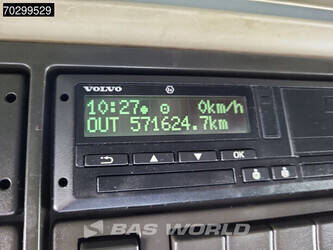 70299529
VOLVO
10:27 0km/h
OUT 571624.7km
OK
BAS WORLD